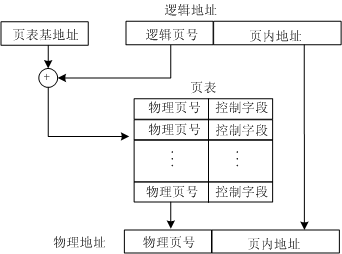 逻辑地址
页表基地址 逻辑页号 页内地址
+
页表
物理页号 控制字段
物理页号 控制字段
⋮ ⋮
物理页号 控制字段
物理地址 物理页号 页内地址